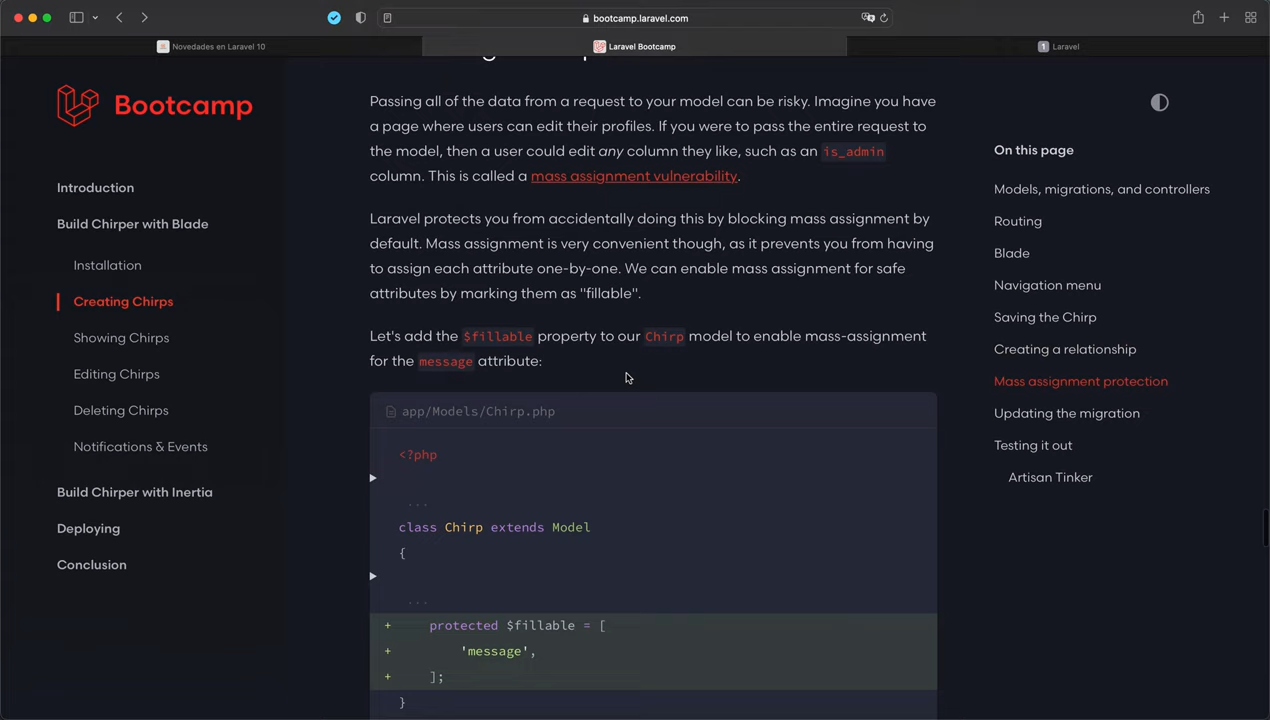 bootcamp.laravel.com
Novedades en Laravel 10
Laravel Bootcamp
1 Laravel
Bootcamp
Introduction
Build Chirper with Blade
Installation
Creating Chirps
Showing Chirps
Editing Chirps
Deleting Chirps
Notifications & Events
Build Chirper with Inertia
Deploying
Conclusion
Passing all of the data from a request to your model can be risky. Imagine you have
a page where users can edit their profiles. If you were to pass the entire request to
the model, then a user could edit any column they like, such as an is_admin
column. This is called a mass assignment vulnerability.
Laravel protects you from accidentally doing this by blocking mass assignment by
default. Mass assignment is very convenient though, as it prevents you from having
to assign each attribute one-by-one. We can enable mass assignment for safe
attributes by marking them as "fillable".
Let's add the $fillable property to our Chirp model to enable mass-assignment
for the message attribute:
app/Models/Chirp.php
<?php
...
class Chirp extends Model
{
...
+ protected $fillable = [
+ 'message',
+ ];
}
On this page
Models, migrations, and controllers
Routing
Blade
Navigation menu
Saving the Chirp
Creating a relationship
Mass assignment protection
Updating the migration
Testing it out
Artisan Tinker